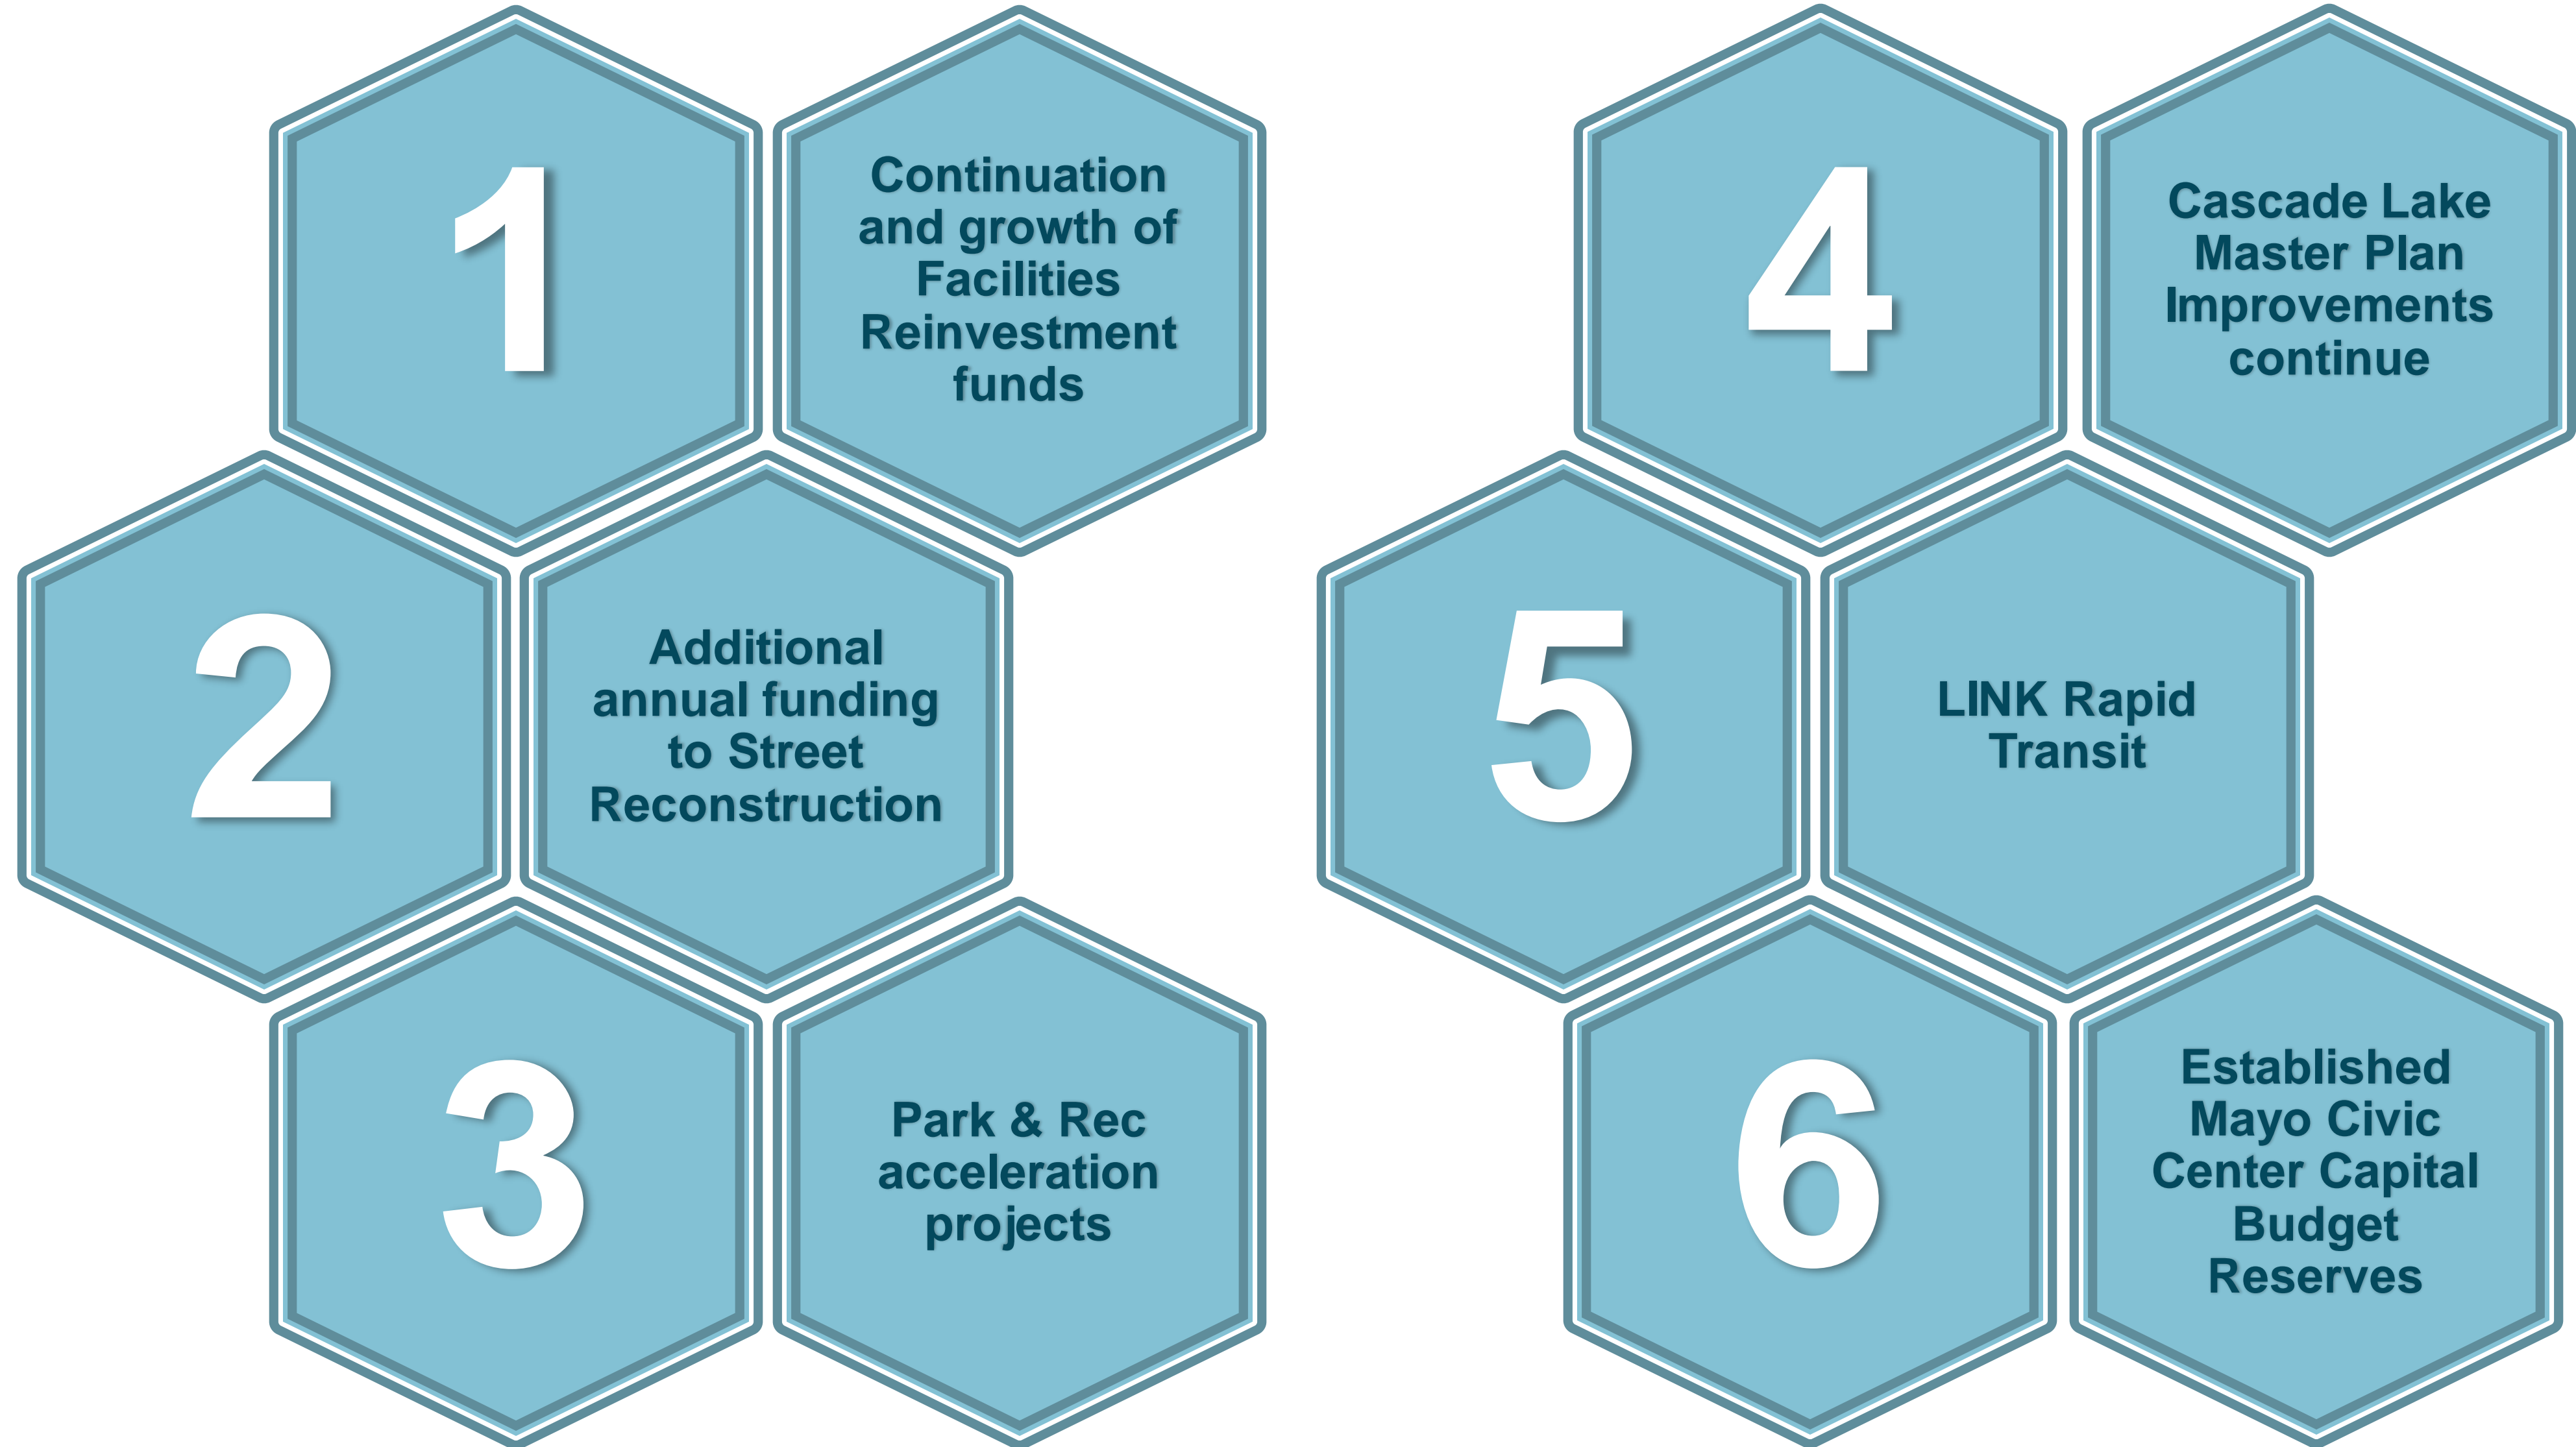 1
Continuation
and growth of
Facilities
Reinvestment
funds
2
Additional
annual funding
to Street
Reconstruction
3
Park & Rec
acceleration
projects
4
Cascade Lake
Master Plan
Improvements
continue
5
LINK Rapid
Transit
6
Established
Mayo Civic
Center Capital
Budget
Reserves